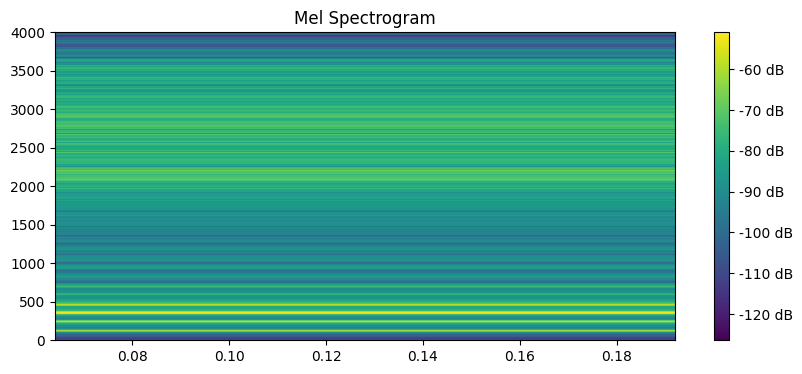 Mel Spectrogram
4000
3500
3000
2500
2000
1500
1000
500
0
0.08
0.10
0.12
0.14
0.16
0.18
-60 dB
-70 dB
-80 dB
-90 dB
-100 dB
-110 dB
-120 dB